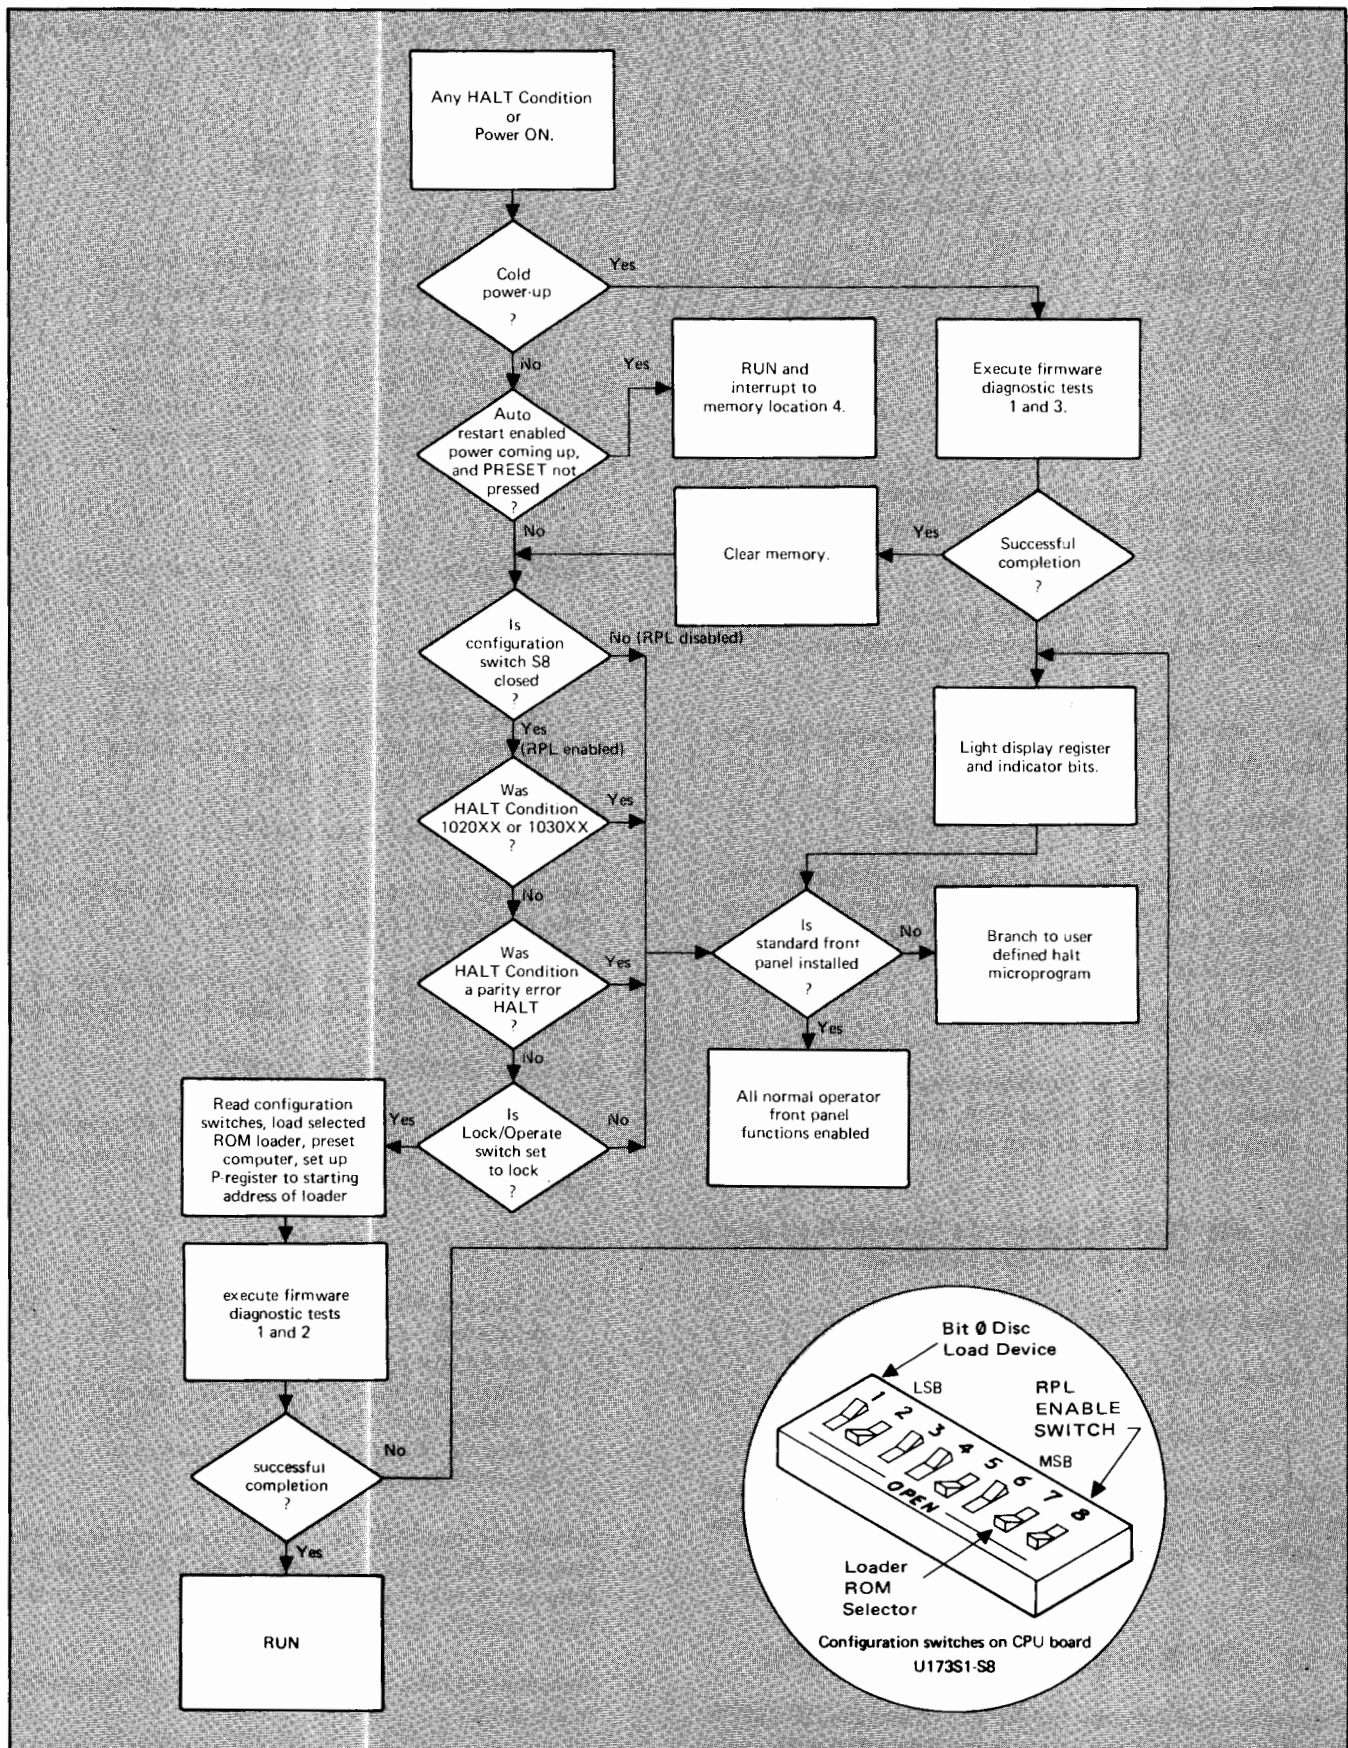 Any HALT Condition
or
Power ON.
Cold
power-up
?
Yes
No
Auto
restart enabled
power coming up,
and PRESET not
pressed
?
Yes
RUN and
interrupt to
memory location 4.
Execute firmware
diagnostic tests
1 and 3.
No
Clear memory.
Yes
Successful
completion
?
Is
configuration
switch S8
closed
?
No (RPL disabled)
Yes
(RPL enabled)
Light display register
and indicator bits.
Was
HALT Condition
1020XX or 1030XX
?
Yes
No
Is
standard front
panel installed
?
No
Branch to user
defined halt
microprogram
Yes
Was
HALT Condition
a parity error
HALT
?
Yes
No
All normal operator
front panel
functions enabled
Is
Lock/Operate
switch set
to lock
?
No
Yes
Read configuration
switches, load selected
ROM loader, preset
computer, set up
P-register to starting
address of loader
execute firmware
diagnostic tests
1 and 2
successful
completion
?
No
Yes
RUN
Bit Ø Disc
Load Device
LSB
RPL
ENABLE
SWITCH
MSB
1 2 3 4 5 6 7 8
OPEN
Loader
ROM
Selector
Configuration switches on CPU board
U173S1-S8